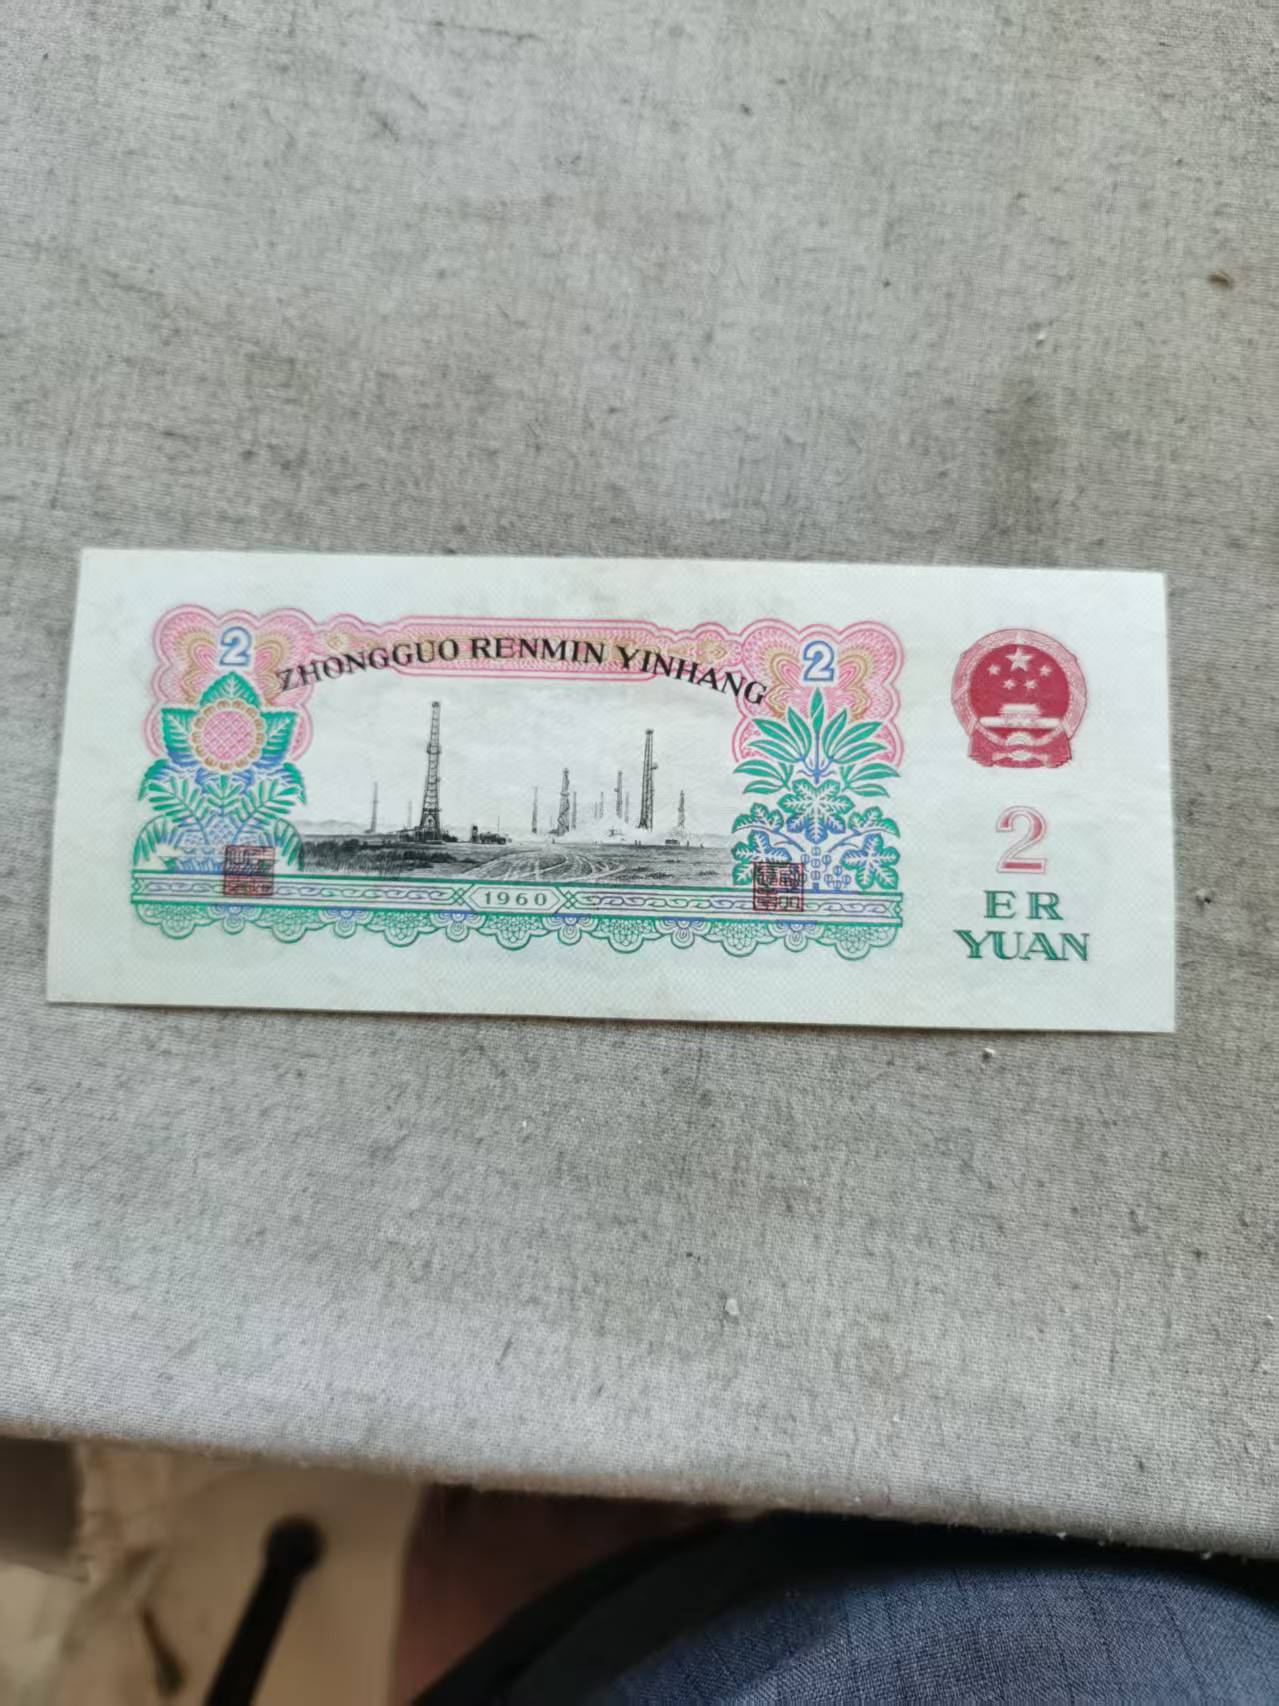 2
2
ZHONGGUO RENMIN YINHANG
1960
2
ER
YUAN